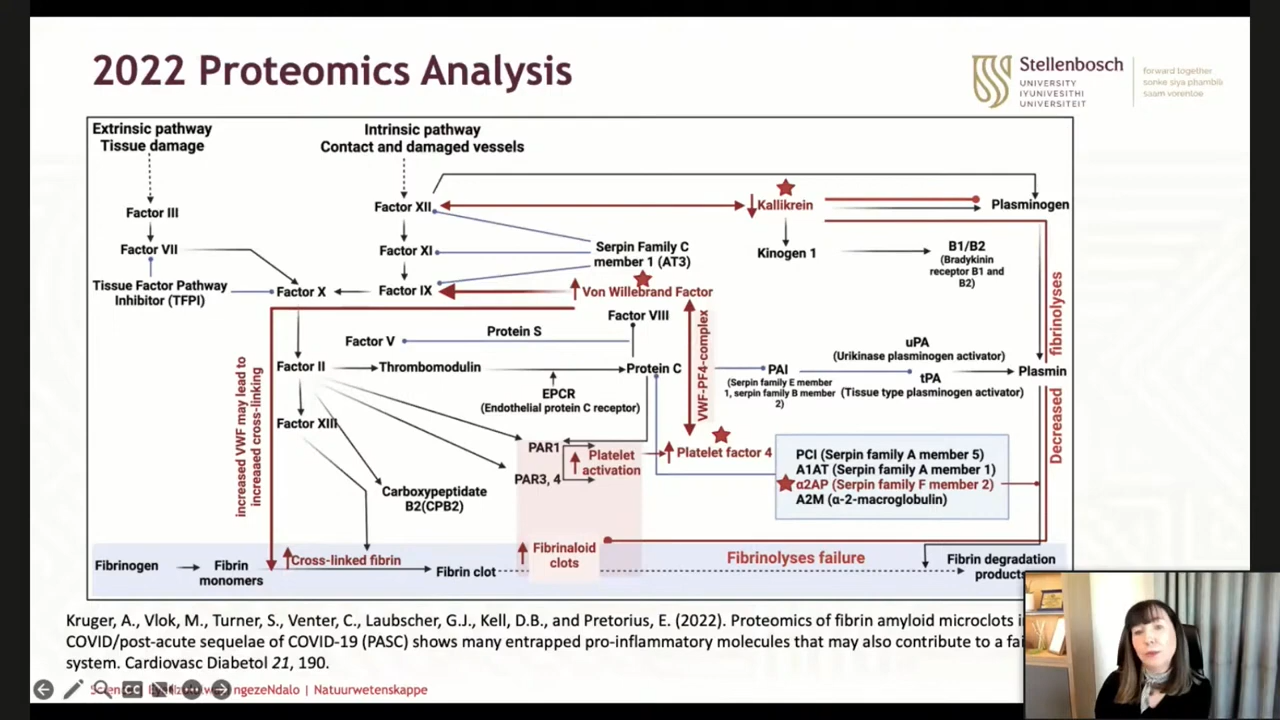 2022 Proteomics Analysis
Stellenbosch
UNIVERSITY
IYUNIVESITHI
UNIVERSITEIT
forward together
sonke siya phambili
saam vorentoe
Extrinsic pathway
Tissue damage
Intrinsic pathway
Contact and damaged vessels
Factor III
Factor VII
Tissue Factor Pathway
Inhibitor (TFPI)
Factor X
Factor XII
Factor XI
Factor IX
Serpin Family C
member 1 (AT3)
Von Willebrand Factor
Factor VIII
Kallikrein
Plasminogen
Kinogen 1
B1/B2
(Bradykinin
receptor B1 and
B2)
Factor V
Protein S
Factor II
Thrombomodulin
Protein C
EPCR
(Endothelial protein C receptor)
VWF-PF4-complex
PAI
(Serpin family E member
1, serpin family B member
2)
uPA
(Urikinase plasminogen activator)
tPA
(Tissue type plasminogen activator)
Plasmin
Decreased fibrinolyses
increased VWF may lead to
increaaed cross-linking
Factor XIII
PAR1
PAR3, 4
Platelet
activation
Platelet factor 4
Carboxypeptidate
B2(CPB2)
PCI (Serpin family A member 5)
A1AT (Serpin family A member 1)
α2AP (Serpin family F member 2)
A2M (α-2-macroglobulin)
Fibrinogen
Fibrin
monomers
Cross-linked fibrin
Fibrin clot
Fibrinaloid
clots
Fibrinolyses failure
Fibrin degradation
products
Kruger, A., Vlok, M., Turner, S., Venter, C., Laubscher, G.J., Kell, D.B., and Pretorius, E. (2022). Proteomics of fibrin amyloid microclots
COVID/post-acute sequelae of COVID-19 (PASC) shows many entrapped pro-inflammatory molecules that may also contribute to a
system. Cardiovasc Diabetol 21, 190.
| Natuurwetenskappe